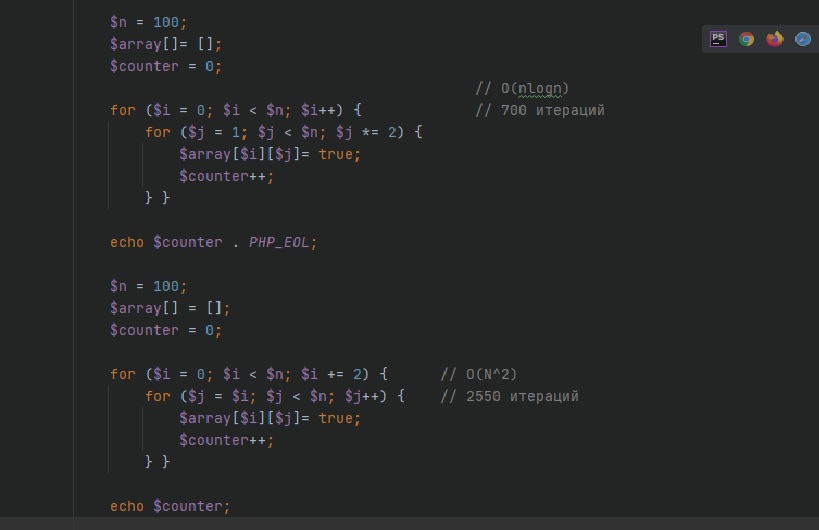 $n = 100;
$array[]= [];
$counter = 0;
// O(nlogn)
for ($i = 0; $i < $n; $i++) { // 700 итераций
for ($j = 1; $j < $n; $j *= 2) {
$array[$i][$j]= true;
$counter++;
} }
echo $counter . PHP_EOL;
$n = 100;
$array[] = [];
$counter = 0;
for ($i = 0; $i < $n; $i += 2) { // O(N^2)
for ($j = $i; $j < $n; $j++) { // 2550 итераций
$array[$i][$j]= true;
$counter++;
} }
echo $counter;
PS